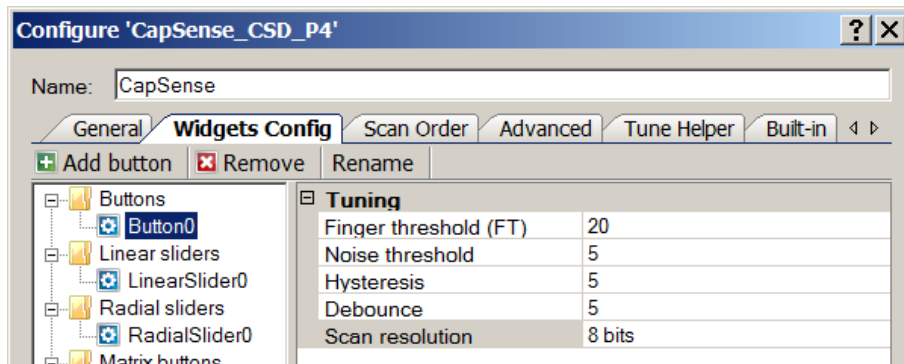 Configure 'CapSense_CSD_P4' ? X
Name: CapSense
General Widgets Config Scan Order Advanced Tune Helper Built-in
Add button Remove Rename
Buttons
Button0
Linear sliders
LinearSlider0
Radial sliders
RadialSlider0
Matrix buttons
Tuning
Finger threshold (FT) 20
Noise threshold 5
Hysteresis 5
Debounce 5
Scan resolution 8 bits